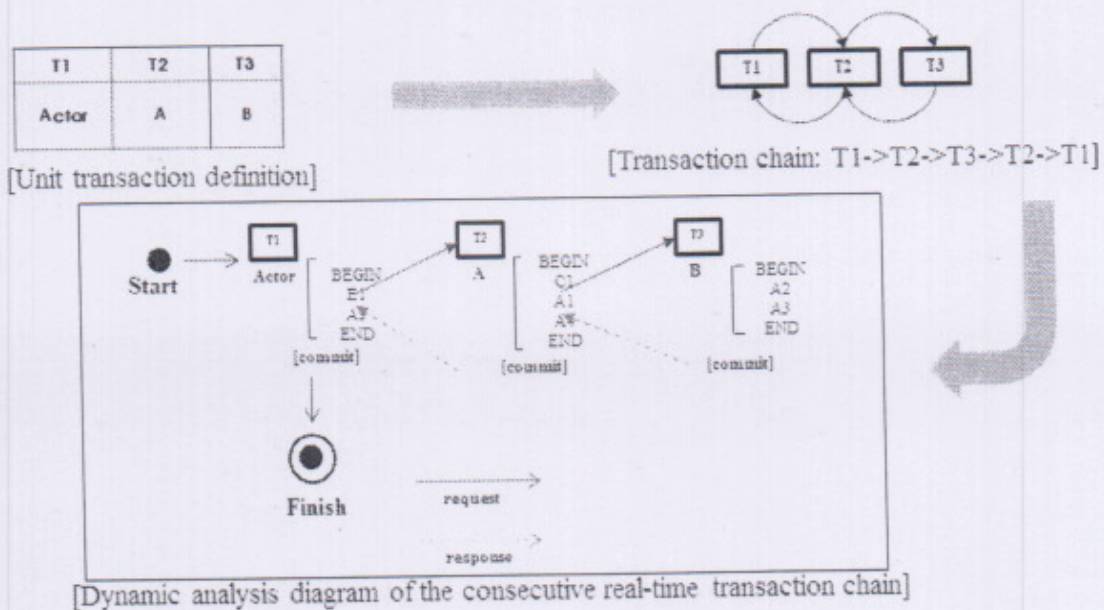 T1 T2 T3
Actor A B
[Unit transaction definition]
T1 T2 T3
[Transaction chain: T1->T2->T3->T2->T1]
Start
T1
Actor
BEGIN
E1
END
[commit]
T2
A
BEGIN
C1
A1
END
[commit]
T3
B
BEGIN
A2
A3
END
[commit]
Finish
request
response
[Dynamic analysis diagram of the consecutive real-time transaction chain]